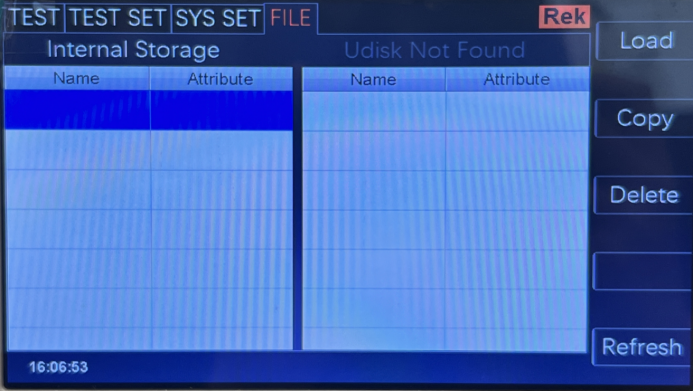 TEST TEST SET SYS SET FILE Rek
Internal Storage Udisk Not Found
Name Attribute Name Attribute
Load
Copy
Delete
Refresh
16:06:53